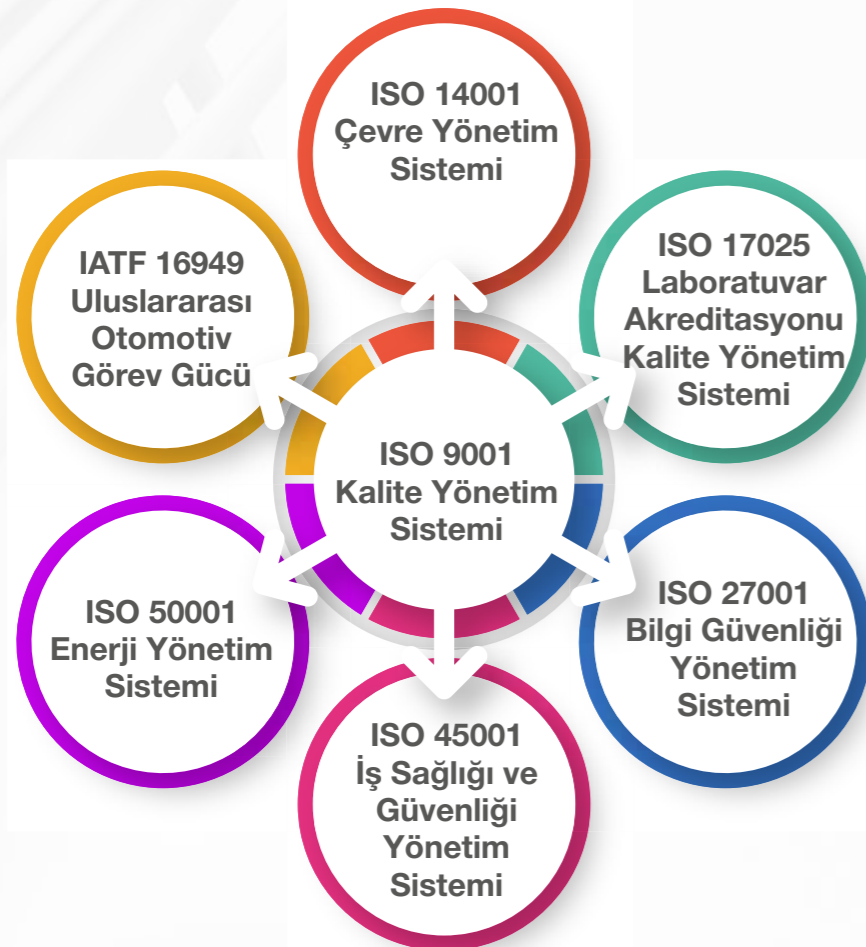 ISO 14001
Çevre Yönetim
Sistemi
IATF 16949
Uluslararası
Otomotiv
Görev Gücü
ISO 17025
Laboratuvar
Akreditasyonu
Kalite Yönetim
Sistemi
ISO 9001
Kalite Yönetim
Sistemi
ISO 50001
Enerji Yönetim
Sistemi
ISO 27001
Bilgi Güvenliği
Yönetim
Sistemi
ISO 45001
İş Sağlığı ve
Güvenliği
Yönetim
Sistemi